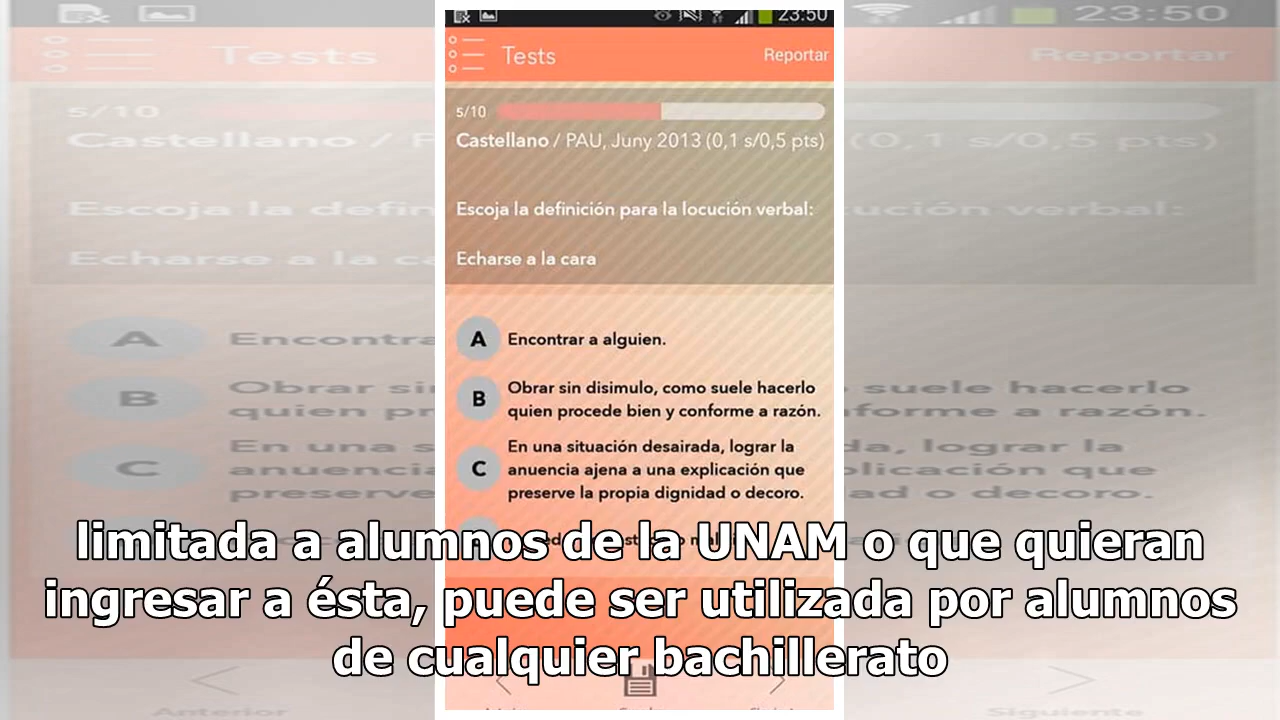 23:50
Tests
Reportar
5/10
Castellano / PAU, Juny 2013 (0,1 s/0,5 pts)
Escoja la definición para la locución verbal:
Echarse a la cara
A Encontrar a alguien.
B Obrar sin disimulo, como suele hacerlo
quien procede bien y conforme a razón.
C En una situación desairada, lograr la
anuencia ajena a una explicación que
preserve la propia dignidad o decoro.
limitada a alumnos de la UNAM o que quieran
ingresar a ésta, puede ser utilizada por alumnos
de cualquier bachillerato
Anterior
Siguiente